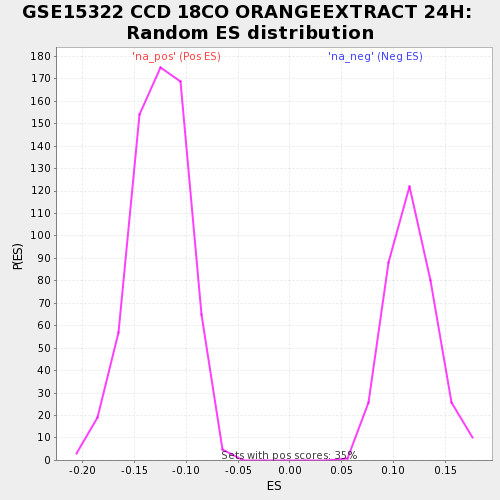 GSE15322 CCD 18CO ORANGEEXTRACT 24H:
Random ES distribution
'na_pos' (Pos ES)
'na_neg' (Neg ES)
180
170
160
150
140
130
120
110
100
90
80
70
60
50
40
30
20
10
0
P(ES)
Sets with pos scores: 35%
-0.20 -0.15 -0.10 -0.05 0.00 0.05 0.10 0.15
ES